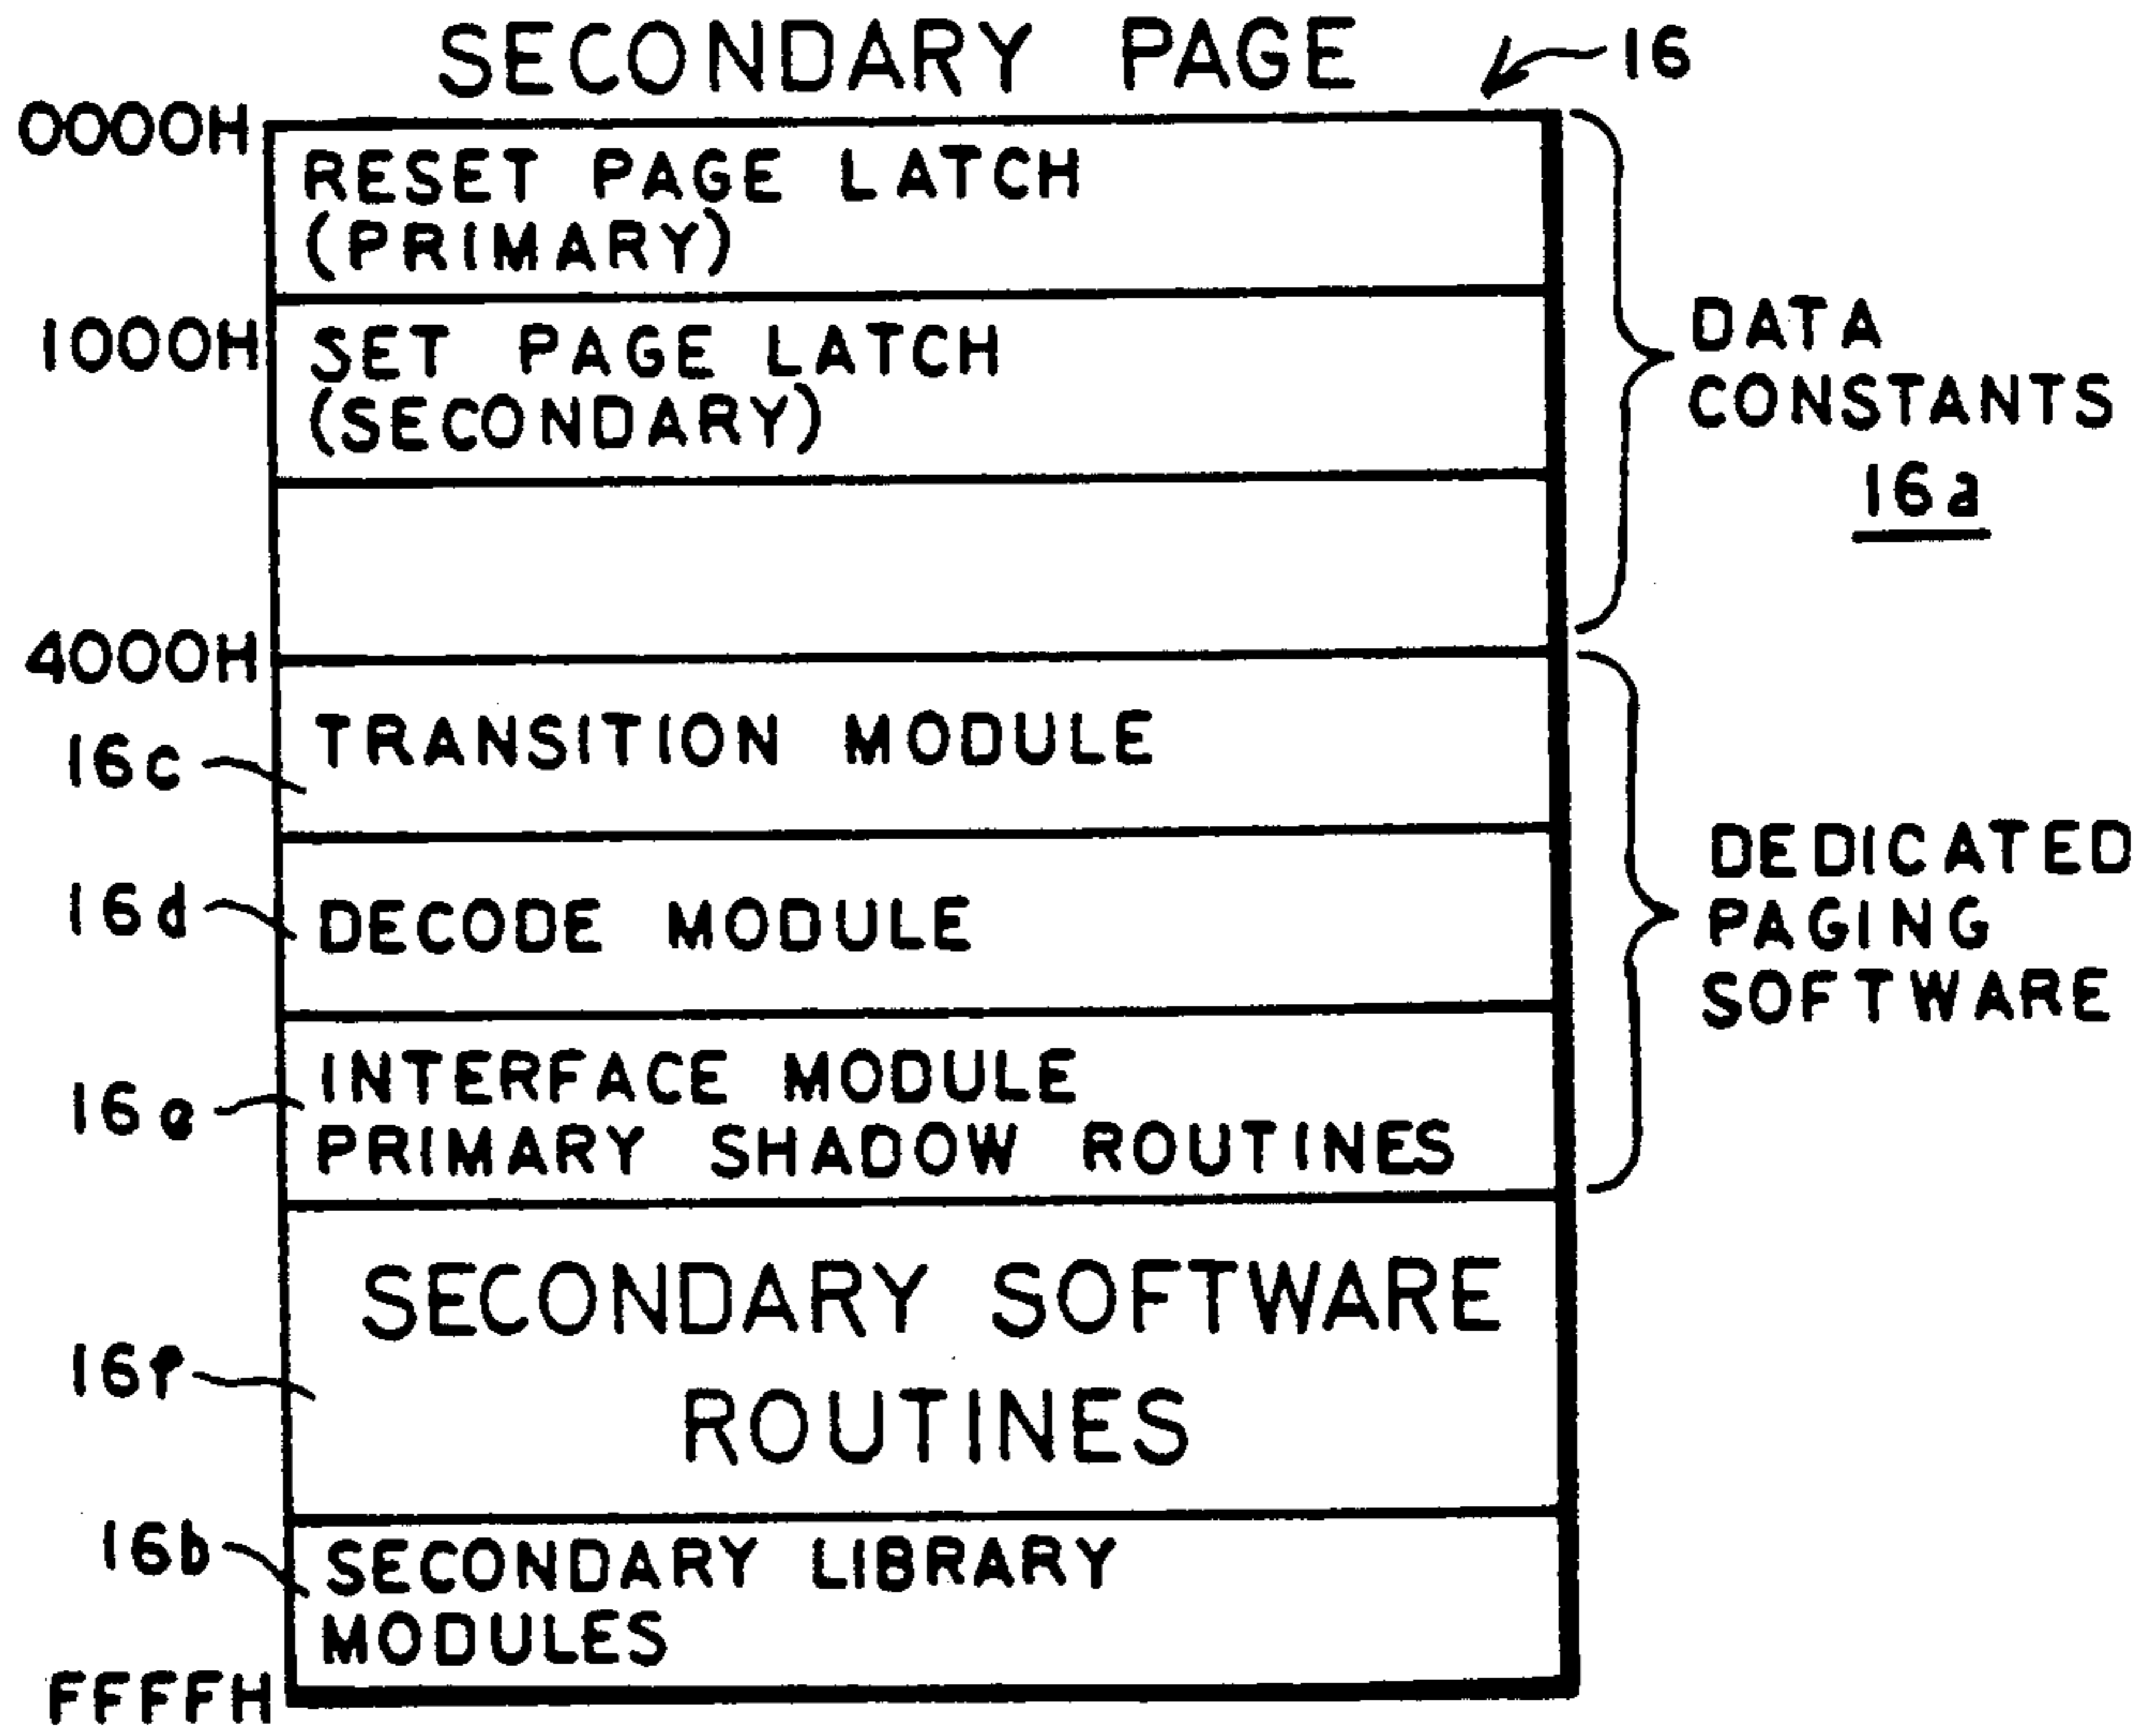 SECONDARY PAGE
16
0000H
RESET PAGE LATCH
(PRIMARY)
1000H
SET PAGE LATCH
(SECONDARY)
DATA
CONSTANTS
16a
4000H
16c
TRANSITION MODULE
16d
DECODE MODULE
DEDICATED
PAGING
SOFTWARE
16e
INTERFACE MODULE
PRIMARY SHADOW ROUTINES
SECONDARY SOFTWARE
ROUTINES
16f
16b
SECONDARY LIBRARY
MODULES
FFFFH